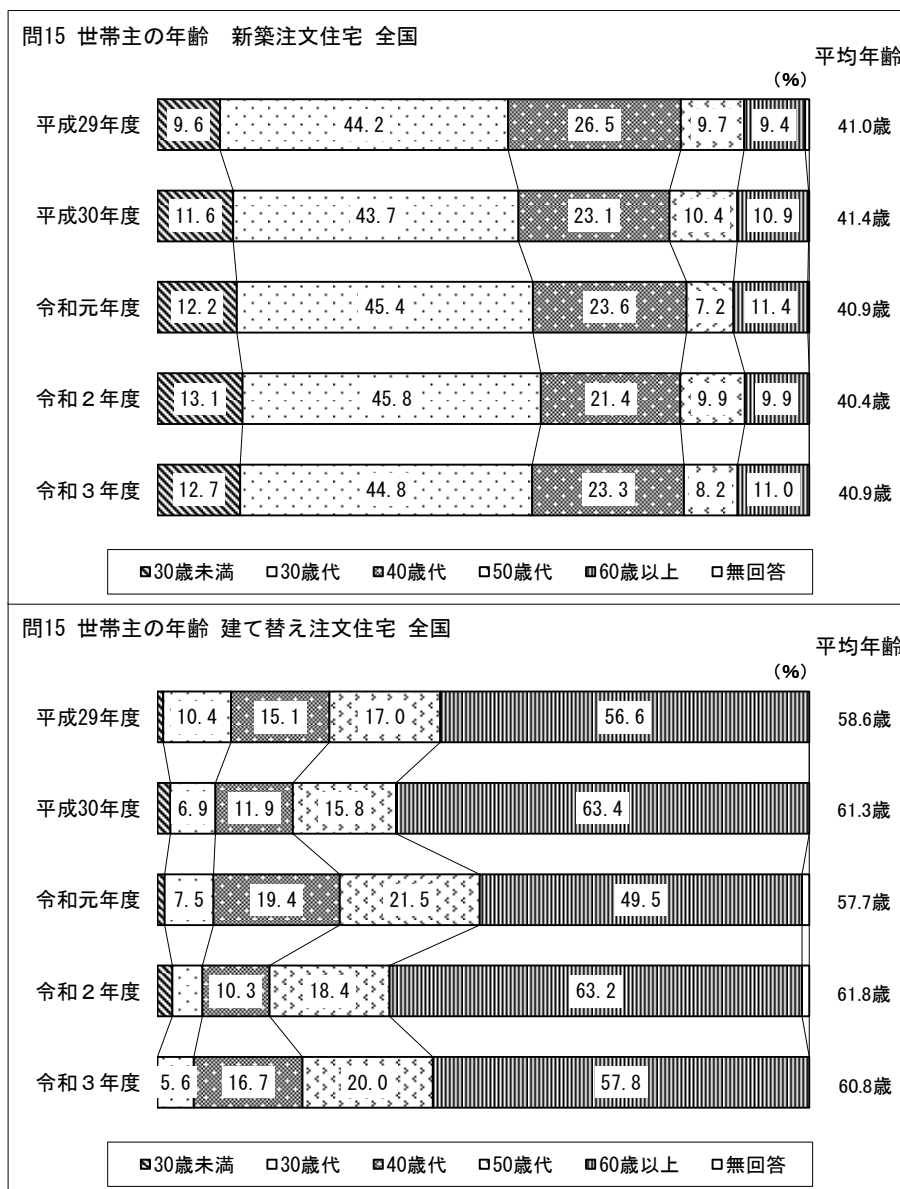 問15 世帯主の年齢　新築注文住宅 全国
平均年齢
(%)
平成29年度 9.6 44.2 26.5 9.7 9.4 41.0歳
平成30年度 11.6 43.7 23.1 10.4 10.9 41.4歳
令和元年度 12.2 45.4 23.6 7.2 11.4 40.9歳
令和２年度 13.1 45.8 21.4 9.9 9.9 40.4歳
令和３年度 12.7 44.8 23.3 8.2 11.0 40.9歳
30歳未満 30歳代 40歳代 50歳代 60歳以上 無回答
問15 世帯主の年齢 建て替え注文住宅 全国
平均年齢
(%)
平成29年度 10.4 15.1 17.0 56.6 58.6歳
平成30年度 6.9 11.9 15.8 63.4 61.3歳
令和元年度 7.5 19.4 21.5 49.5 57.7歳
令和２年度 10.3 18.4 63.2 61.8歳
令和３年度 5.6 16.7 20.0 57.8 60.8歳
30歳未満 30歳代 40歳代 50歳代 60歳以上 無回答